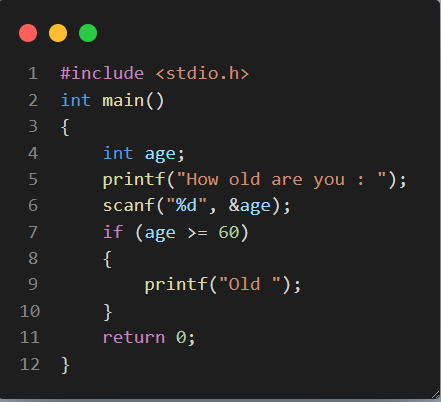 1 #include <stdio.h>
2 int main()
3 {
4     int age;
5     printf("How old are you : ");
6     scanf("%d", &age);
7     if (age >= 60)
8     {
9         printf("Old ");
10     }
11     return 0;
12 }